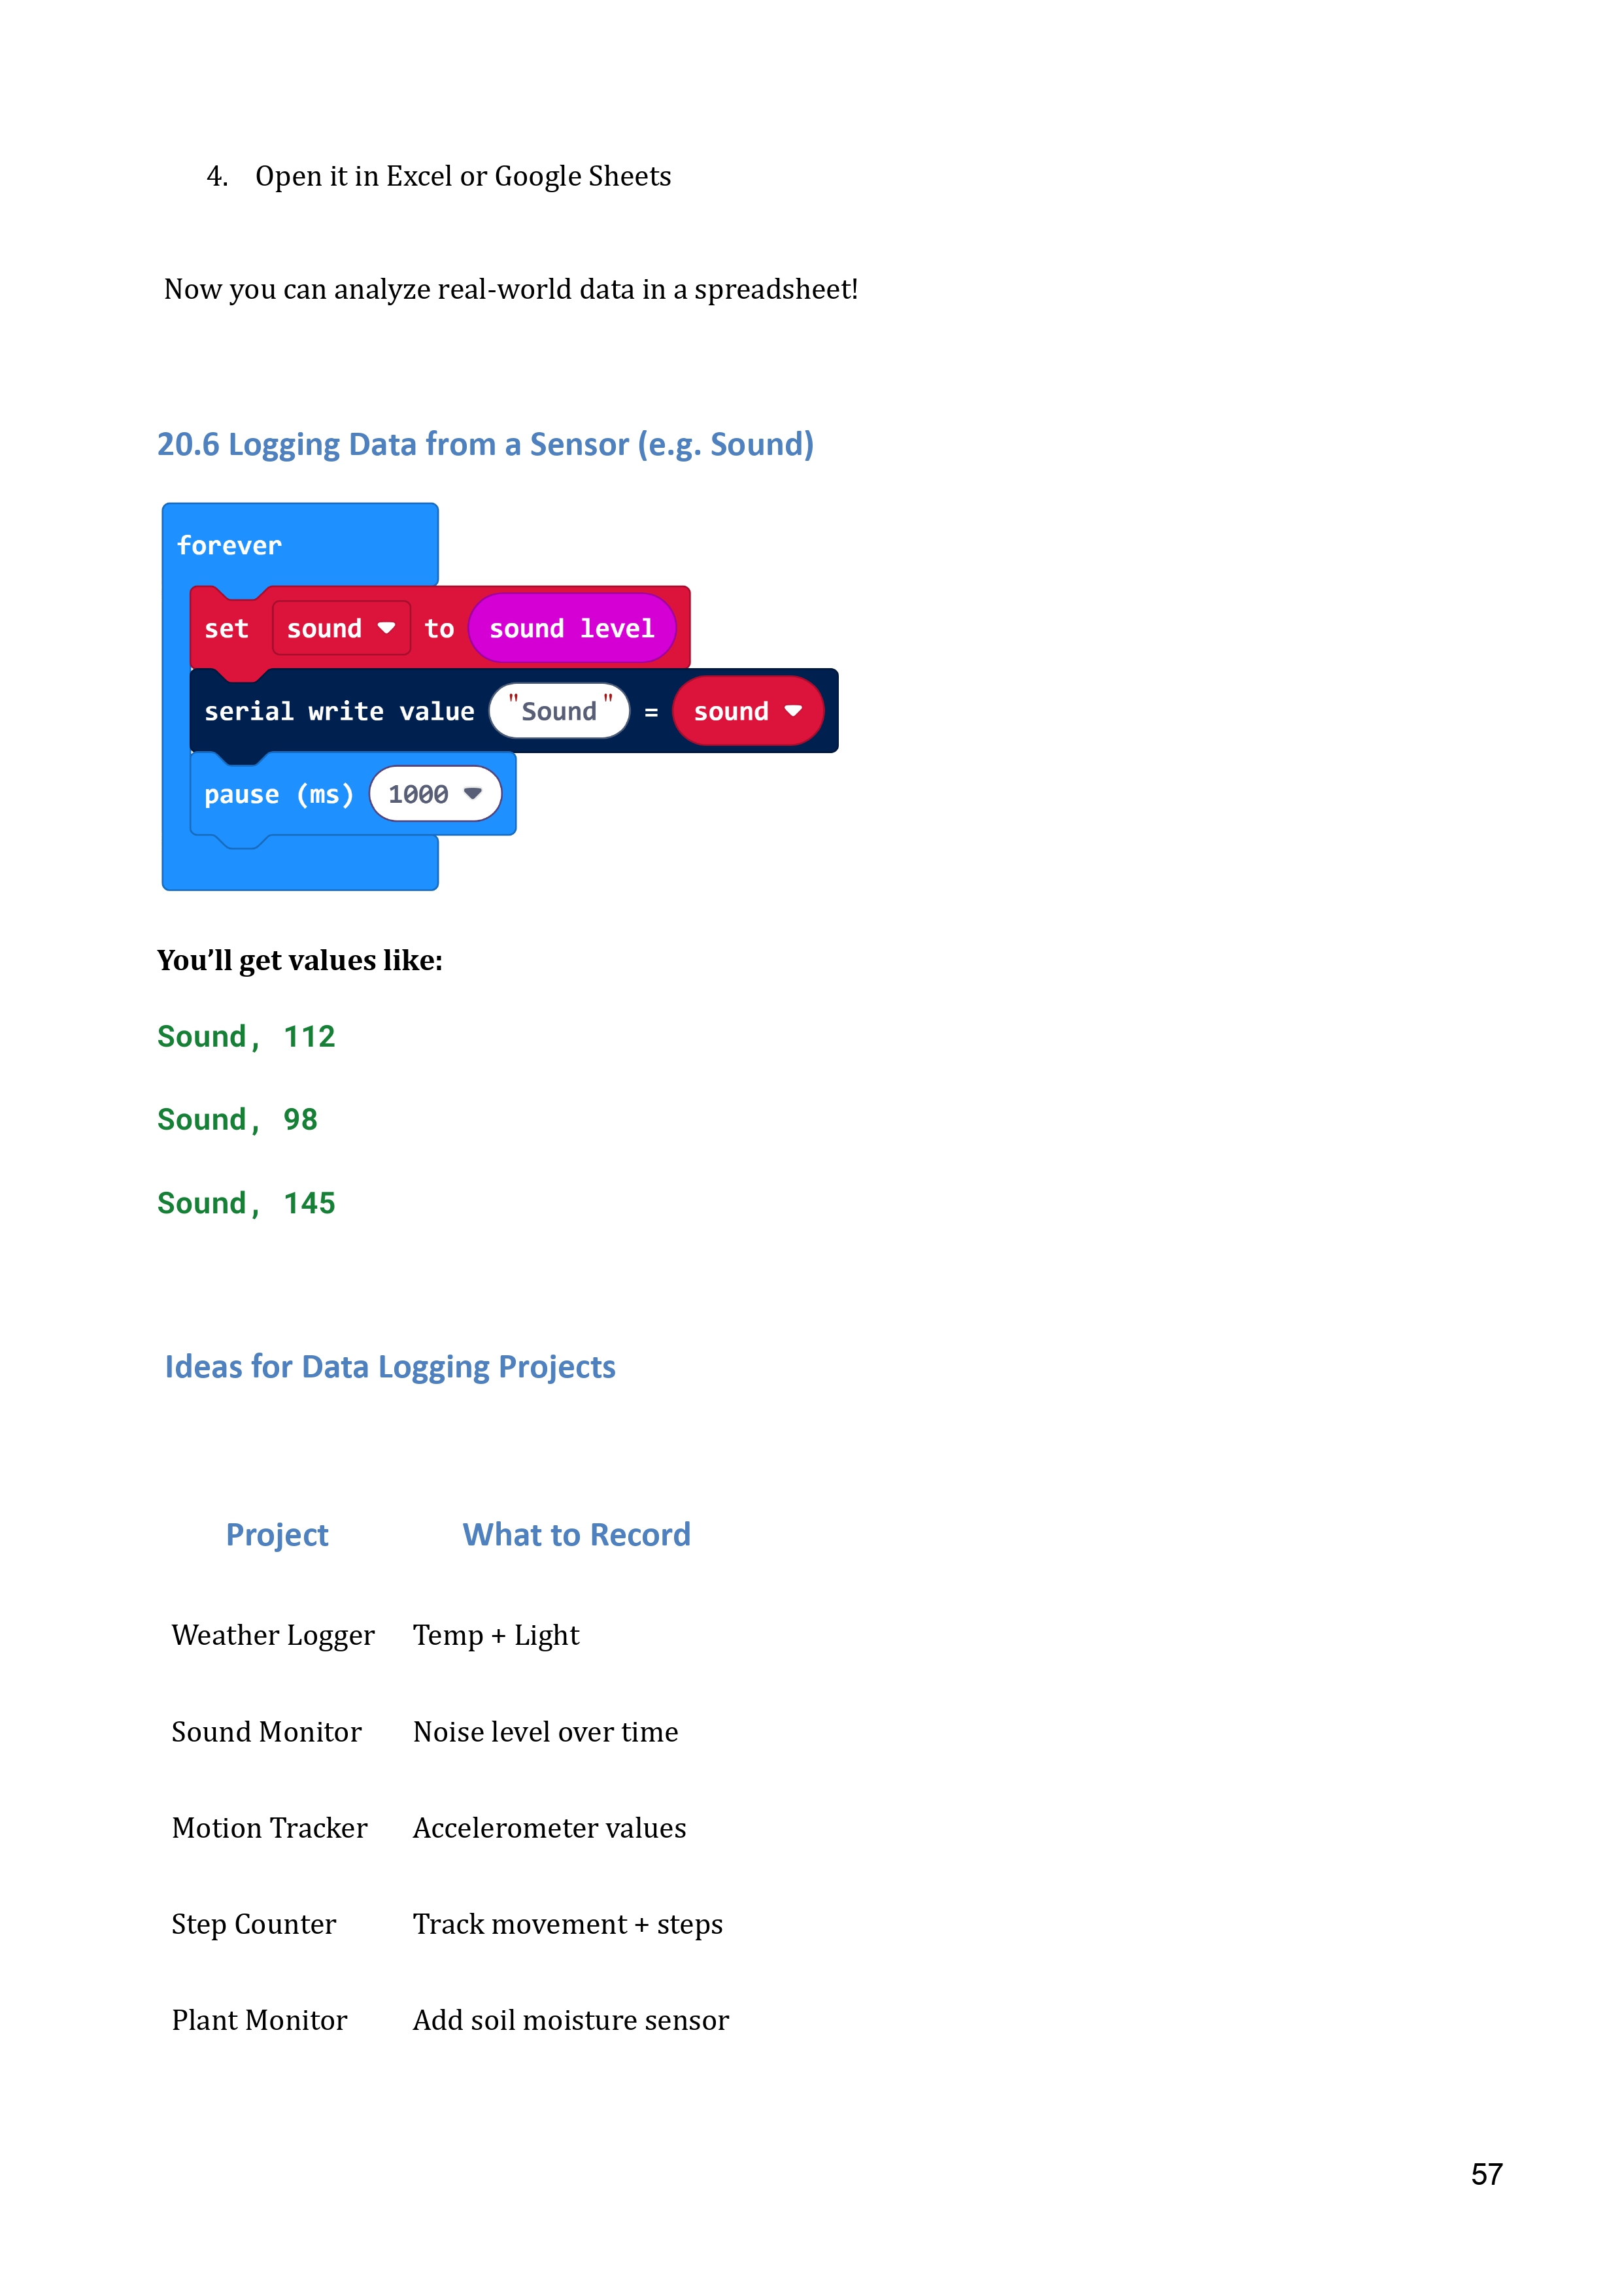 4. Open it in Excel or Google Sheets
Now you can analyze real-world data in a spreadsheet!
20.6 Logging Data from a Sensor (e.g. Sound)
forever
set sound to sound level
serial write value "Sound" = sound
pause (ms) 1000
You’ll get values like:
Sound, 112
Sound, 98
Sound, 145
Ideas for Data Logging Projects
Project What to Record
Weather Logger Temp + Light
Sound Monitor Noise level over time
Motion Tracker Accelerometer values
Step Counter Track movement + steps
Plant Monitor Add soil moisture sensor
57